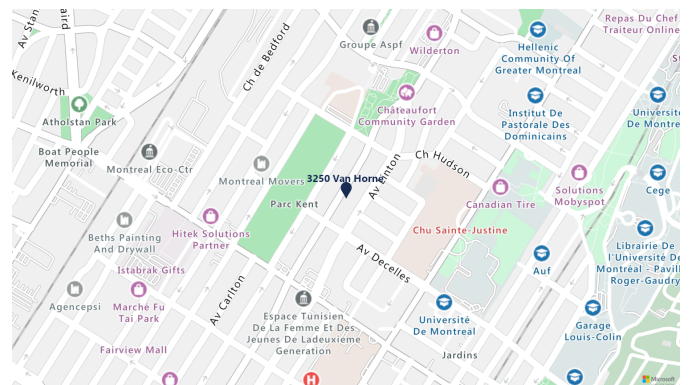 Repas Du Chef
Traiteur Online
Av Stan
aird
Ch de Bedford
Groupe Aspf
Wilderton
Hellenic
Community Of
Greater Montreal
St
Kenilworth
Châteaufort
Community Garden
Institut De
Pastorale Des
Dominicains
Université
De Montre
Atholstan Park
Boat People
Memorial
Montreal Eco-Ctr
Montreal Movers
3250 Van Horne
Av Linton
Ch Hudson
Cege
Parc Kent
Canadian Tire
Solutions
Mobyspot
Hitek Solutions
Partner
Beths Painting
And Drywall
Chu Sainte-Justine
Librairie De
l'Université De
Montréal - Pavill
Roger-Gaudry
Istabrak Gifts
Av Decelles
Auf
Agencepsi
Marché Fu
Tai Park
Av Carlton
Espace Tunisien
De La Femme Et Des
Jeunes De Ladeuxieme
Generation
Université
De Montreal
Garage
Louis-Colin
Fairview Mall
Jardins
H
Microsoft